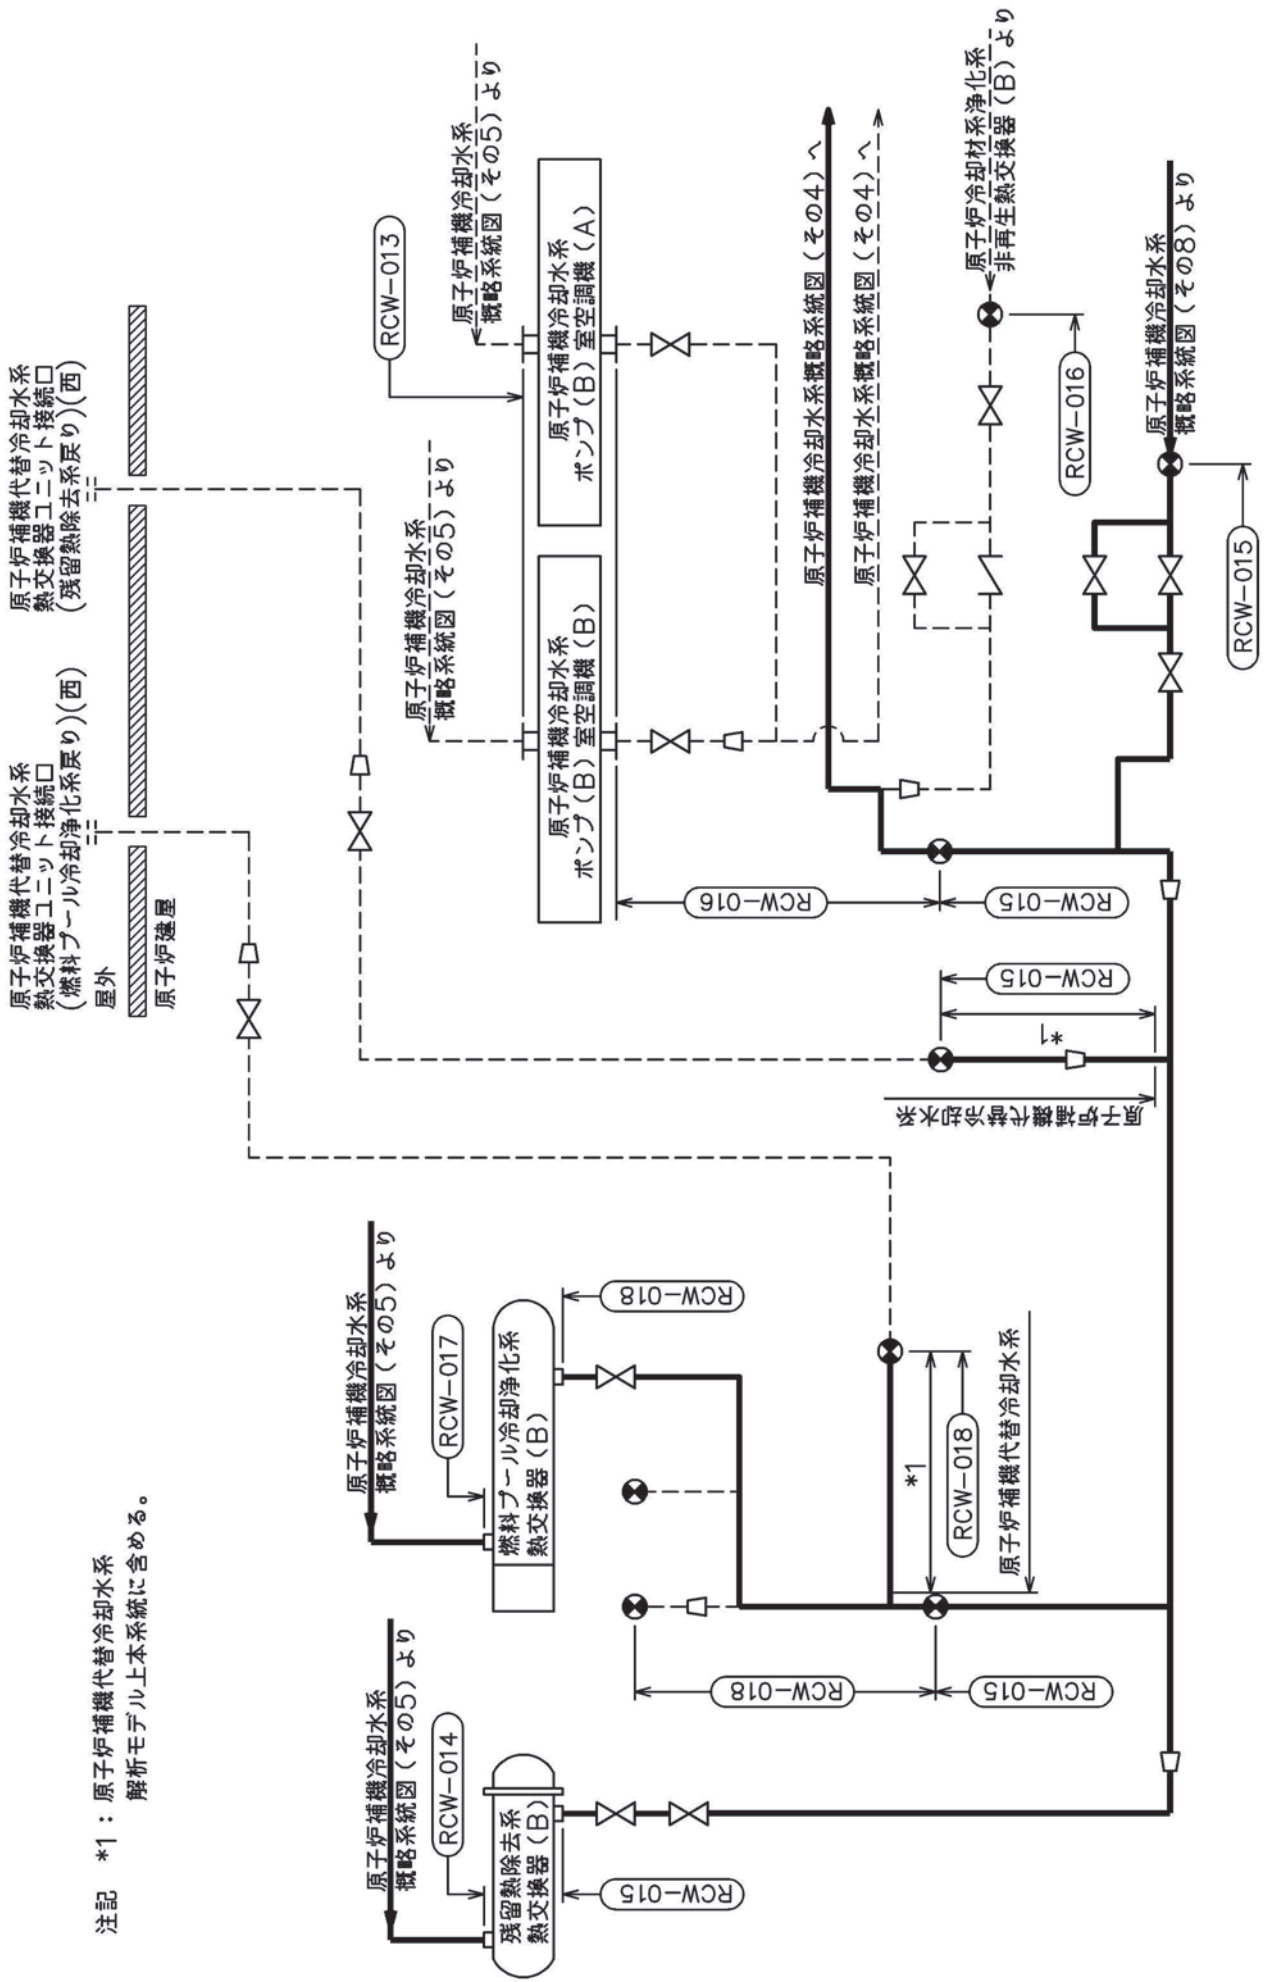 注記　*1：原子炉補機代替冷却水系
解析モデル上本系統に含める。
原子炉補機代替冷却水系
熱交換器ユニット接続口
(燃料プール冷却浄化系戻り)(西)
原子炉補機代替冷却水系
熱交換器ユニット接続口
(残留熱除去系戻り)(西)
屋外
原子炉建屋
原子炉補機冷却水系
概略系統図(その5)より
RCW-014
残留熱除去系
熱交換器(B)
RCW-015
原子炉補機冷却水系
概略系統図(その5)より
RCW-017
燃料プール冷却浄化系
熱交換器(B)
RCW-018
RCW-018
RCW-015
*1
RCW-018
原子炉補機代替冷却水系
原子炉補機代替冷却水系
*1
RCW-015
原子炉補機冷却水系
概略系統図(その5)より
原子炉補機冷却水系
概略系統図(その5)より
RCW-013
原子炉補機冷却水系
ポンプ(B)室空調機(B)
原子炉補機冷却水系
ポンプ(B)室空調機(A)
RCW-016
RCW-015
原子炉補機冷却水系概略系統図(その4)へ
原子炉補機冷却水系概略系統図(その4)へ
原子炉冷却材系浄化系
非再生熱交換器(B)より
RCW-016
原子炉補機冷却水系
概略系統図(その8)より
RCW-015